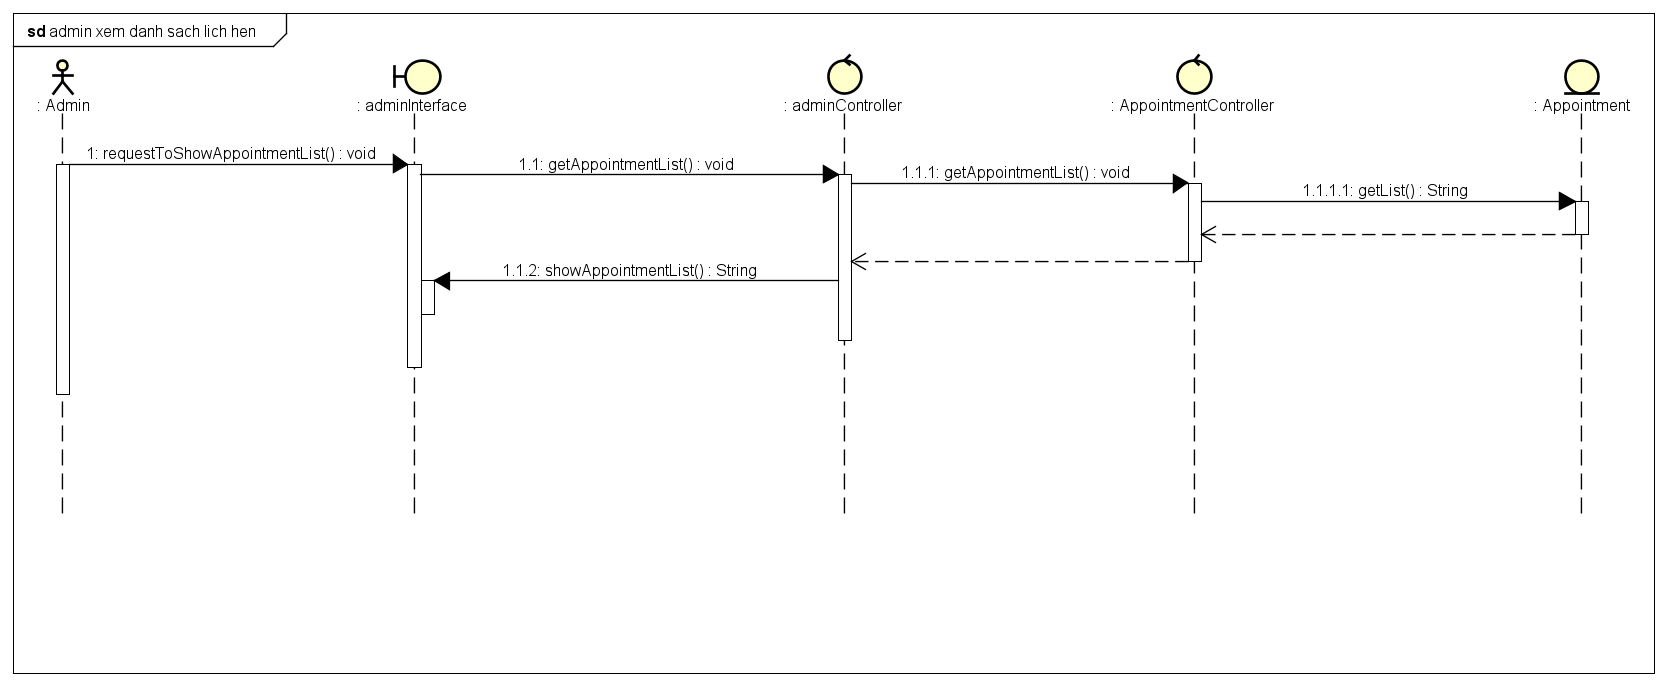 sd admin xem danh sach lich hen
: Admin
: adminInterface
: adminController
: AppointmentController
: Appointment
1: requestToShowAppointmentList() : void
1.1: getAppointmentList() : void
1.1.1: getAppointmentList() : void
1.1.1.1: getList() : String
1.1.2: showAppointmentList() : String